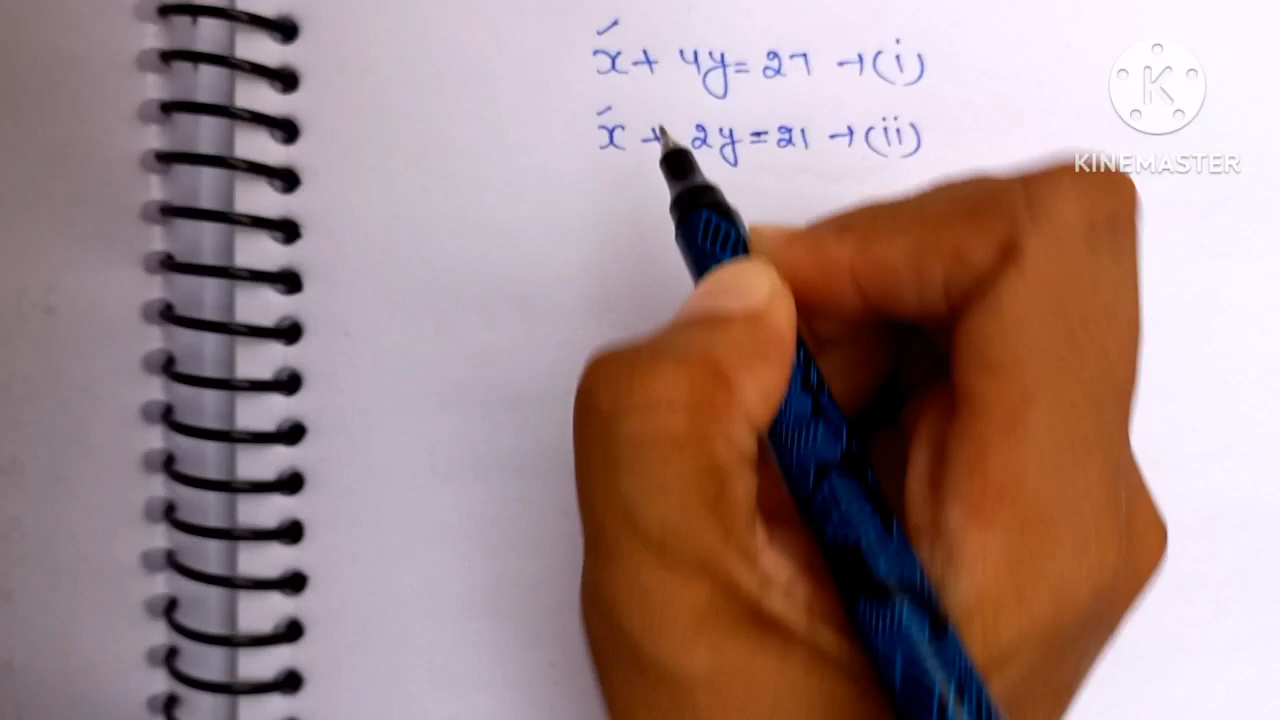 x + 4y = 27 → (i)
x + 2y = 21 → (ii)
K
KINEMASTER